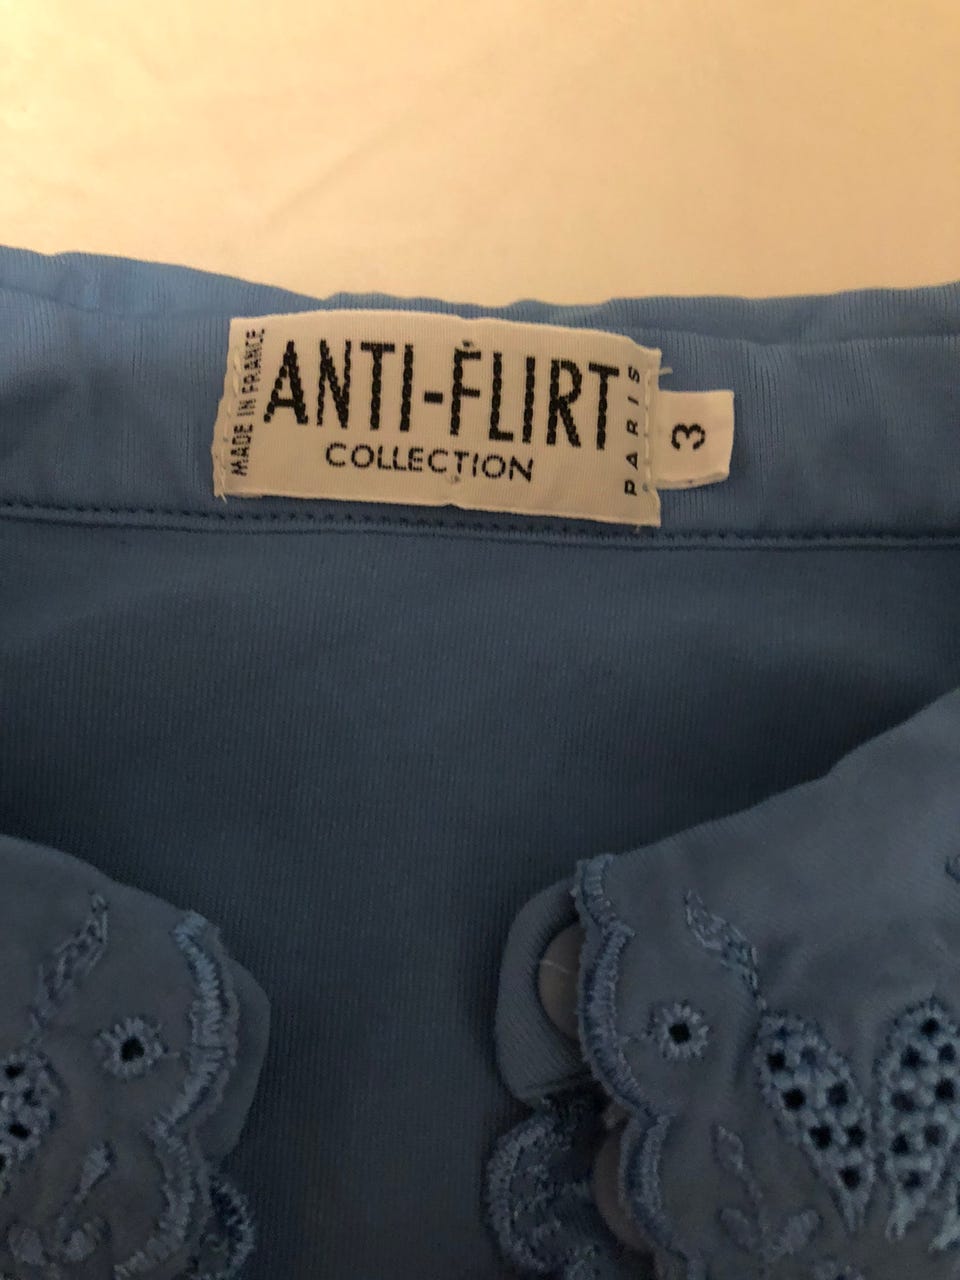 MADE IN FRANCE
ANTI-FLIRT
COLLECTION
PARIS
3